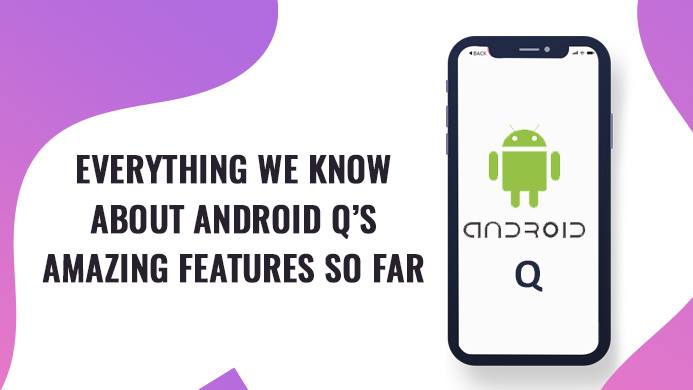 EVERYTHING WE KNOW
ABOUT ANDROID Q'S
AMAZING FEATURES SO FAR
BACK
ANDROID
Q